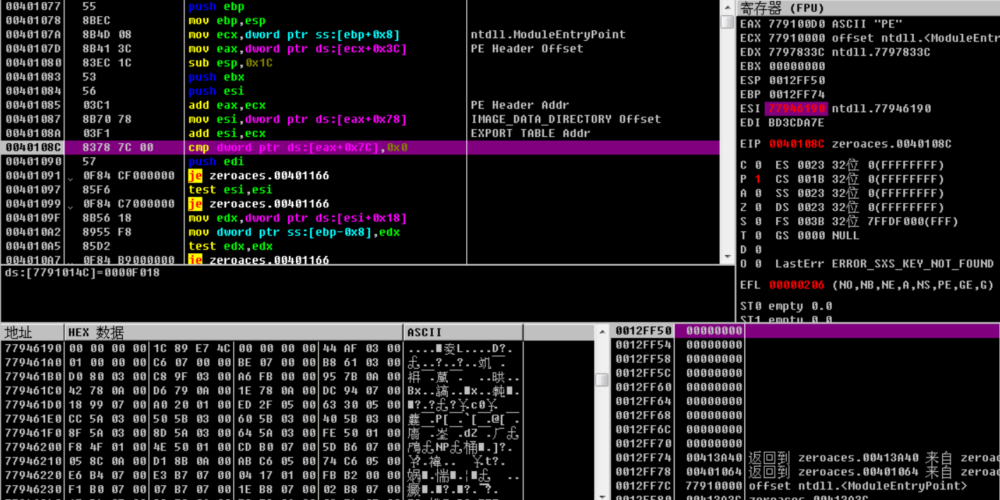 00401077 55 push ebp
00401078 8BEC mov ebp,esp
0040107A 8B4D 08 mov ecx,dword ptr ss:[ebp+0x8] ntdll.ModuleEntryPoint
0040107D 8B41 3C mov eax,dword ptr ds:[ecx+0x3C] PE Header Offset
00401080 83EC 1C sub esp,0x1C
00401083 53 push ebx
00401084 56 push esi
00401085 03C1 add eax,ecx PE Header Addr
00401087 8B70 78 mov esi,dword ptr ds:[eax+0x78] IMAGE_DATA_DIRECTORY Offset
0040108A 03F1 add esi,ecx EXPORT TABLE Addr
0040108C 8378 7C 00 cmp dword ptr ds:[eax+0x7C],0x0
00401090 57 push edi
00401091 0F84 CF000000 je zeroaces.00401166
00401097 85F6 test esi,esi
00401099 0F84 C7000000 je zeroaces.00401166
0040109F 8B56 18 mov edx,dword ptr ds:[esi+0x18]
004010A2 8955 F8 mov dword ptr ss:[ebp-0x8],edx
004010A5 85D2 test edx,edx
004010A7 0F84 B9000000 je zeroaces.00401166
ds:[7791014C]=0000F018
寄存器 (FPU)
EAX 779100D0 ASCII "PE"
ECX 77910000 offset ntdll.<ModuleEntr
EDX 7797833C ntdll.7797833C
EBX 00000000
ESP 0012FF50
EBP 0012FF74
ESI 77946190 ntdll.77946190
EDI BD3CDA7E
EIP 0040108C zeroaces.0040108C
C 0 ES 0023 32位 0(FFFFFFFF)
P 1 CS 001B 32位 0(FFFFFFFF)
A 0 SS 0023 32位 0(FFFFFFFF)
Z 0 DS 0023 32位 0(FFFFFFFF)
S 0 FS 003B 32位 7FFDF000(FFF)
T 0 GS 0000 NULL
D 0
O 0 LastErr ERROR_SXS_KEY_NOT_FOUND
EFL 00000206 (NO,NB,NE,A,NS,PE,GE,G)
ST0 empty 0.0
ST1 empty 0.0
地址 HEX 数据 ASCII
77946190 00 00 00 00 1C 89 E7 4C 00 00 00 00 44 AF 03 00
779461A0 01 00 00 00 C6 07 00 00 BE 07 00 00 B8 61 03 00
779461B0 D0 80 03 00 C8 9F 03 00 A6 FB 00 00 95 7B 0A 00
779461C0 42 78 0A 00 D6 79 0A 00 1E 78 0A 00 DC 94 07 00
779461D0 18 99 07 00 A0 20 01 00 ED 2F 05 00 63 30 05 00
779461E0 CC 5A 03 00 50 5B 03 00 60 5B 03 00 40 5B 03 00
779461F0 8F 5A 03 00 8D 5A 03 00 64 5A 03 00 FE 50 01 00
77946200 F8 4F 01 00 4E 50 01 00 CD B0 07 00 5D B6 07 00
77946210 05 8C 0A 00 D1 8B 0A 00 AB C6 05 00 74 C6 05 00
77946220 E6 B4 07 00 E3 B7 07 00 04 17 01 00 FB B2 00 00
77946230 F1 B0 07 00 07 B7 07 00 1E B8 07 00 02 B8 07 00
0012FF50 00000000
0012FF54 00000000
0012FF58 00000000
0012FF5C 00000000
0012FF60 00000000
0012FF64 00000000
0012FF68 00000000
0012FF6C 00000000
0012FF70 00000000
0012FF74 00413A40 返回到 zeroaces.00413A40 来自 zeroac
0012FF78 00401064 返回到 zeroaces.00401064 来自 zeroac
0012FF7C 77910000 offset ntdll.<ModuleEntryPoint>
0012FF80 00413A3C zeroaces.00413A3C